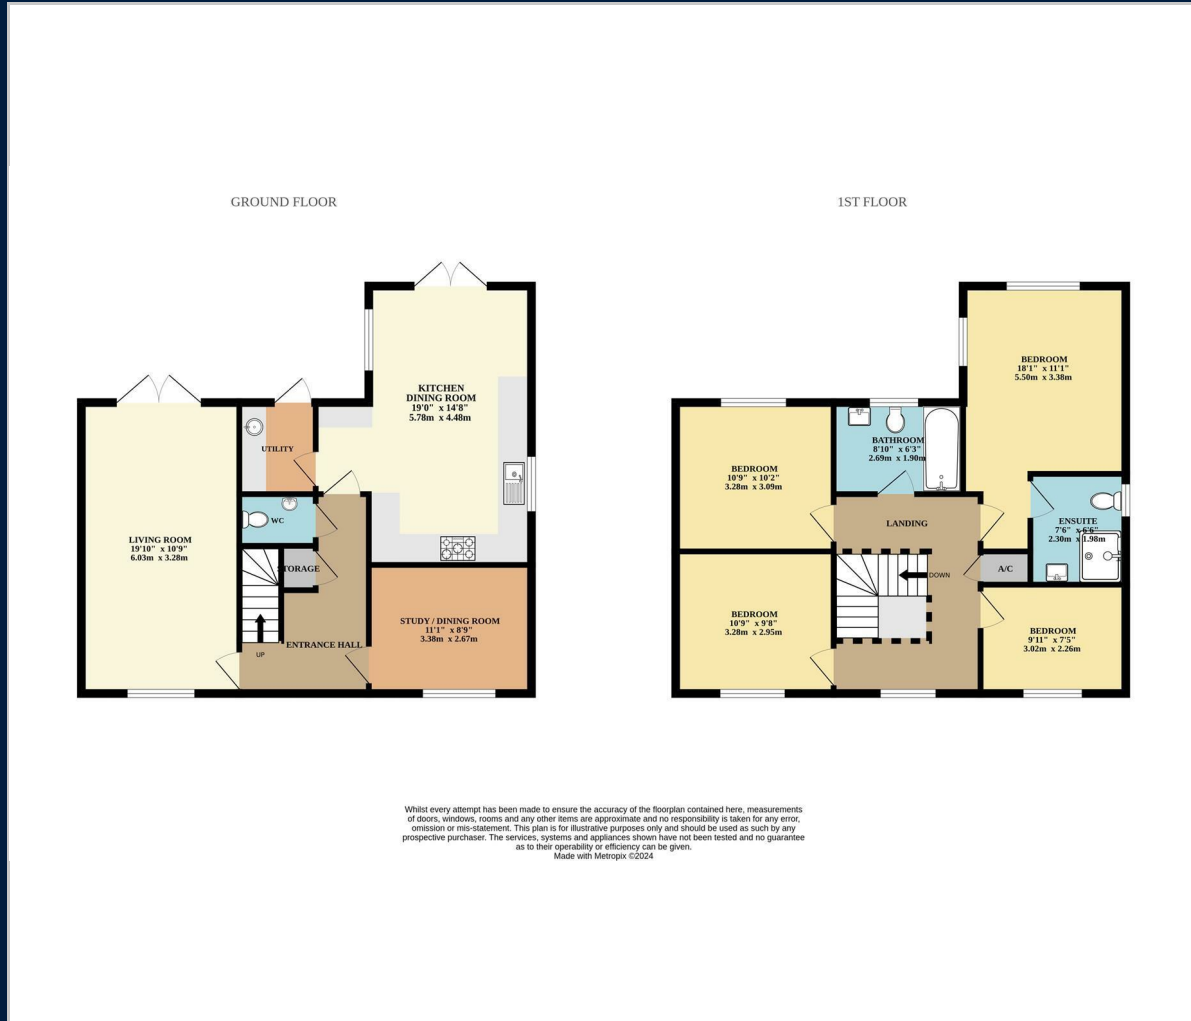 GROUND FLOOR
1ST FLOOR
KITCHEN
DINING ROOM
19'0" x 14'8"
5.78m x 4.48m
UTILITY
WC
LIVING ROOM
19'10" x 10'9"
6.03m x 3.28m
STORAGE
STUDY / DINING ROOM
11'1" x 8'9"
3.38m x 2.67m
ENTRANCE HALL
UP
BEDROOM
18'1" x 11'1"
5.50m x 3.38m
BATHROOM
8'10" x 6'3"
2.69m x 1.90m
BEDROOM
10'9" x 10'2"
3.28m x 3.09m
LANDING
ENSUITE
7'6" x 6'6"
2.30m x 1.98m
A/C
DOWN
BEDROOM
10'9" x 9'8"
3.28m x 2.95m
BEDROOM
9'11" x 7'5"
3.02m x 2.26m
Whilst every attempt has been made to ensure the accuracy of the floorplan contained here, measurements
of doors, windows, rooms and any other items are approximate and no responsibility is taken for any error,
omission or mis-statement. This plan is for illustrative purposes only and should be used as such by any
prospective purchaser. The services, systems and appliances shown have not been tested and no guarantee
as to their operability or efficiency can be given.
Made with Metropix ©2024